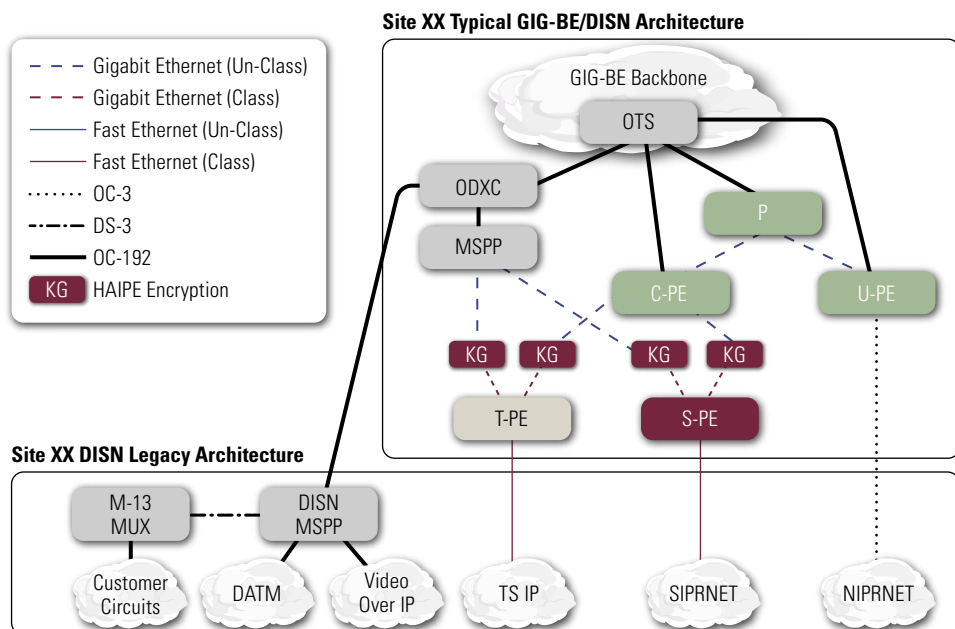 Site XX Typical GIG-BE/DISN Architecture
Gigabit Ethernet (Un-Class)
Gigabit Ethernet (Class)
Fast Ethernet (Un-Class)
Fast Ethernet (Class)
OC-3
DS-3
OC-192
KG HAIPE Encryption
GIG-BE Backbone
OTS
ODXC
P
MSPP
C-PE
U-PE
KG KG KG KG
T-PE S-PE
Site XX DISN Legacy Architecture
M-13
MUX
DISN
MSPP
Customer
Circuits
DATM
Video
Over IP
TS IP
SIPRNET
NIPRNET